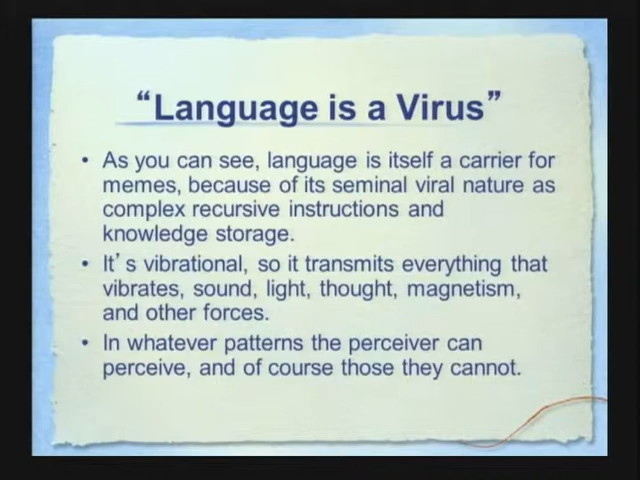 “Language is a Virus”
• As you can see, language is itself a carrier for
memes, because of its seminal viral nature as
complex recursive instructions and
knowledge storage.
• It’s vibrational, so it transmits everything that
vibrates, sound, light, thought, magnetism,
and other forces.
• In whatever patterns the perceiver can
perceive, and of course those they cannot.